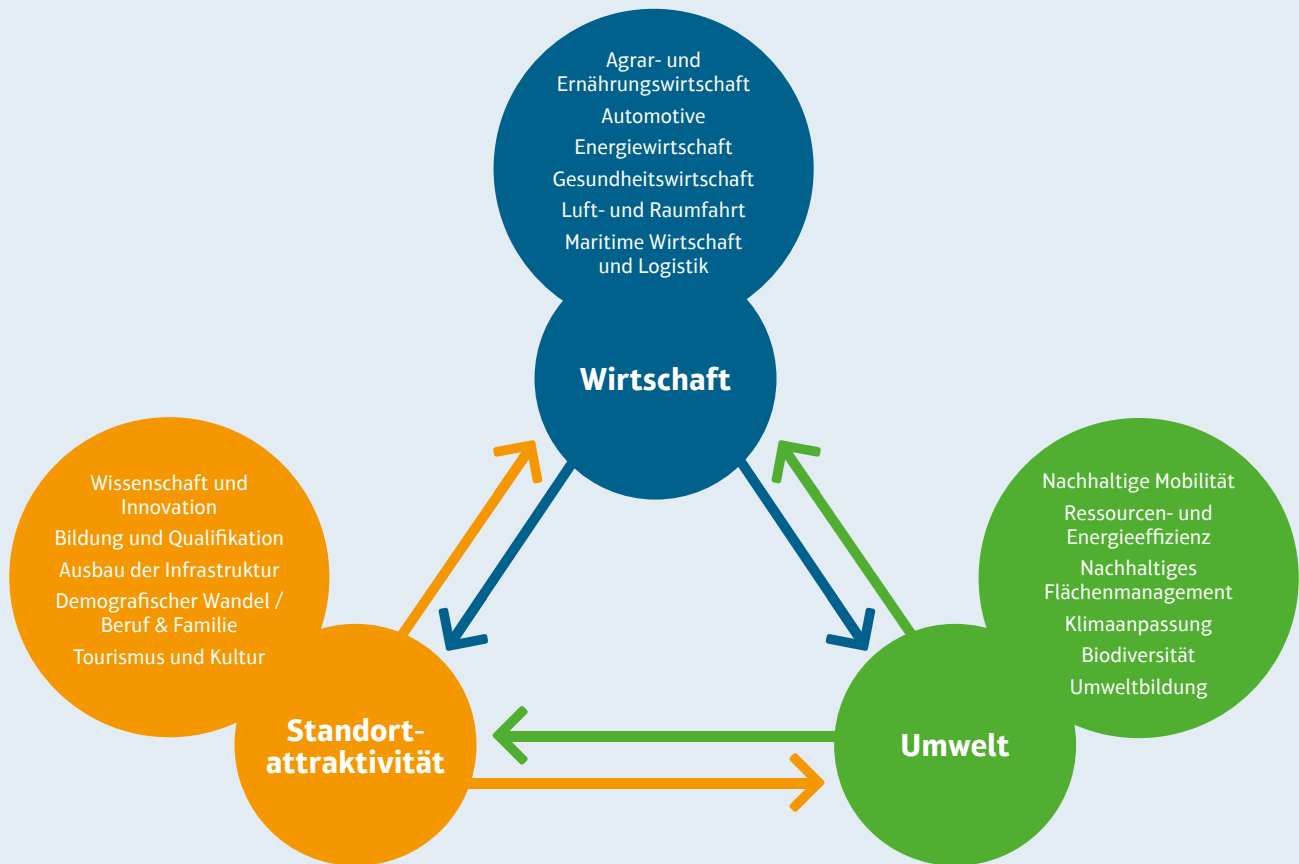 Agrar- und
Ernährungswirtschaft
Automotive
Energiewirtschaft
Gesundheitswirtschaft
Luft- und Raumfahrt
Maritime Wirtschaft
und Logistik
Wirtschaft
Wissenschaft und
Innovation
Bildung und Qualifikation
Ausbau der Infrastruktur
Demografischer Wandel /
Beruf & Familie
Tourismus und Kultur
Standort-
attraktivität
Nachhaltige Mobilität
Ressourcen- und
Energieeffizienz
Nachhaltiges
Flächenmanagement
Klimaanpassung
Biodiversität
Umweltbildung
Umwelt